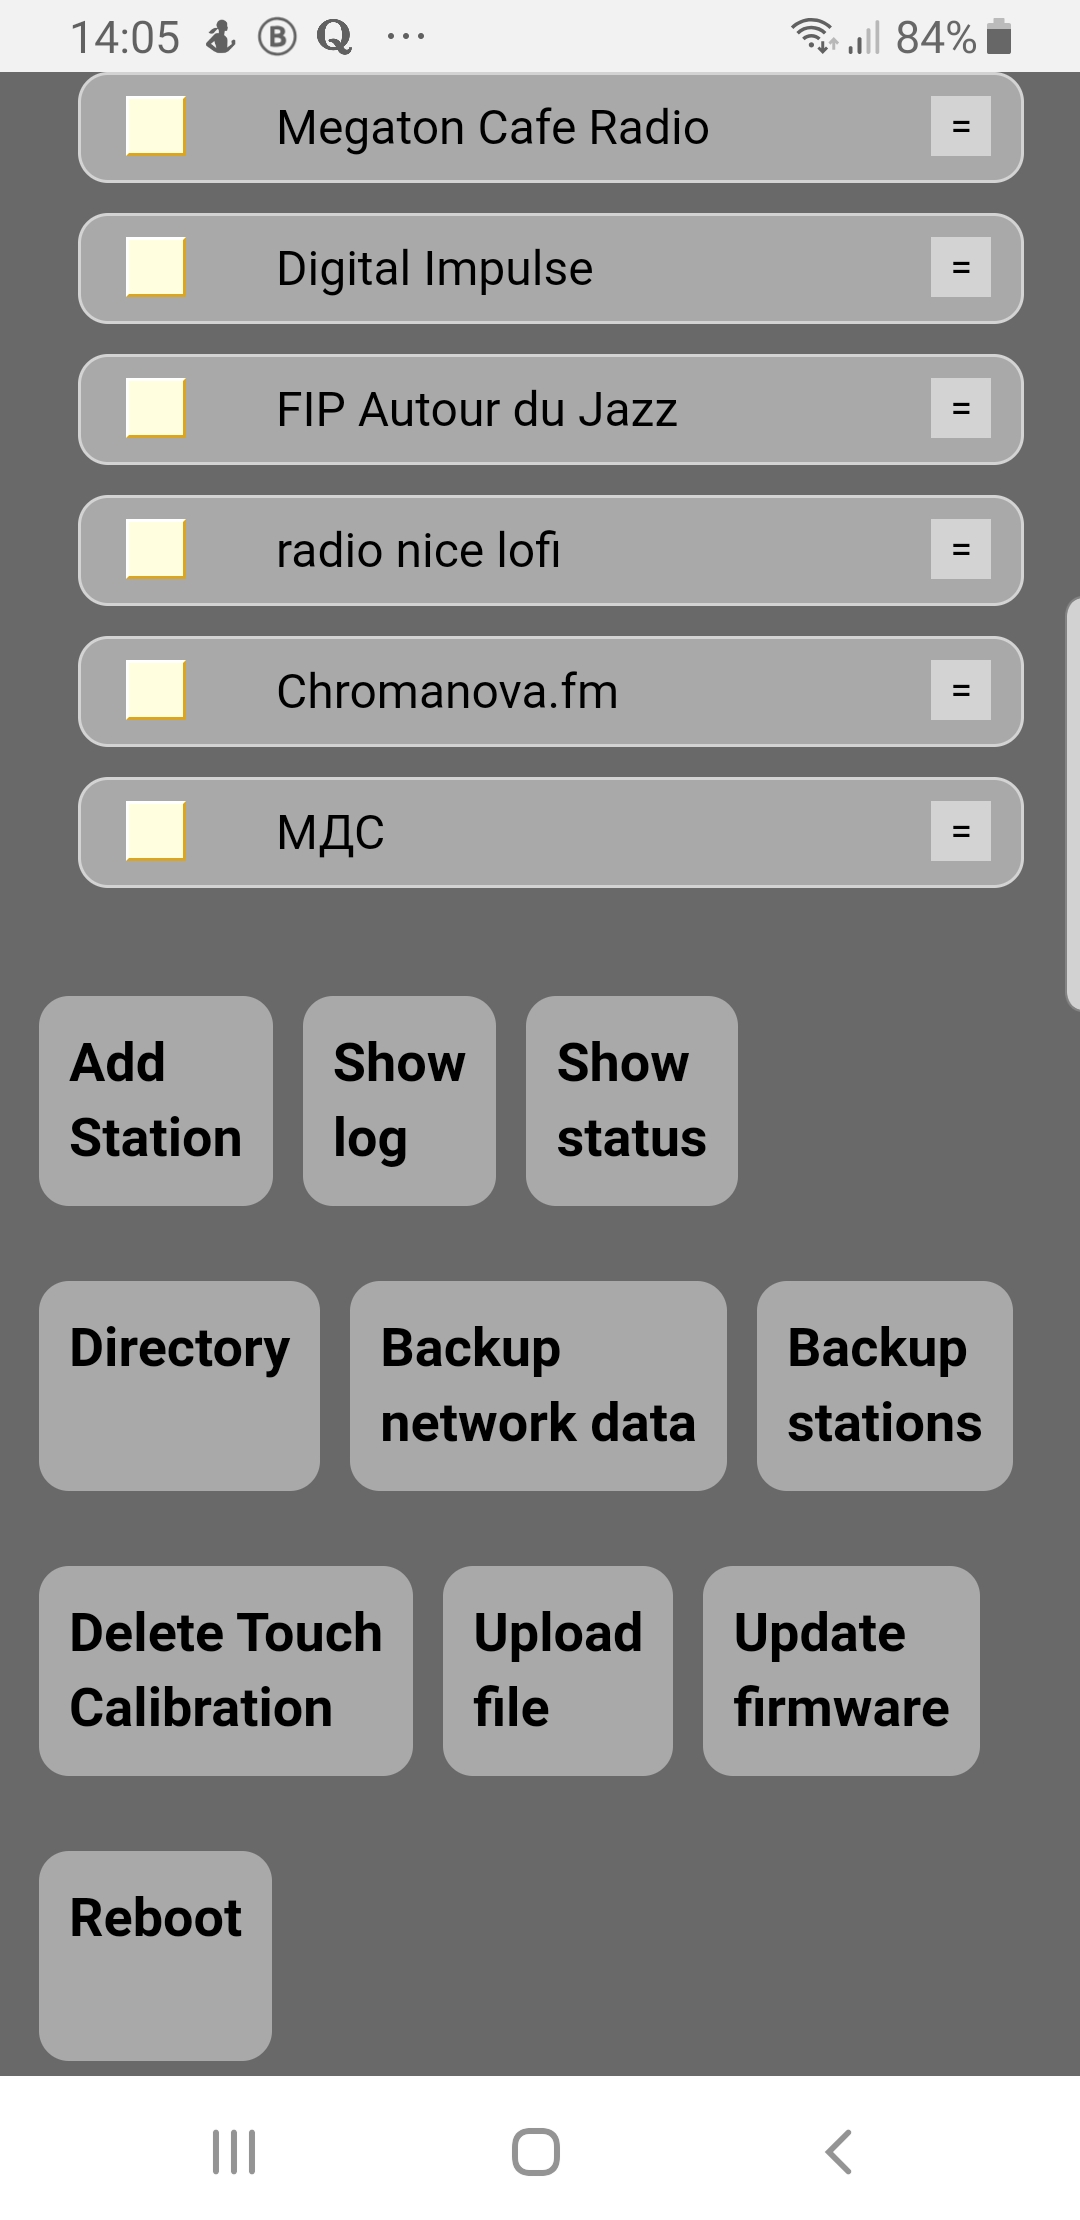 14:05 Ⓑ Q ... 84%
Megaton Cafe Radio =
Digital Impulse =
FIP Autour du Jazz =
radio nice lofi =
Chromanova.fm =
МДС =
Add Station
Show log
Show status
Directory
Backup network data
Backup stations
Delete Touch Calibration
Upload file
Update firmware
Reboot